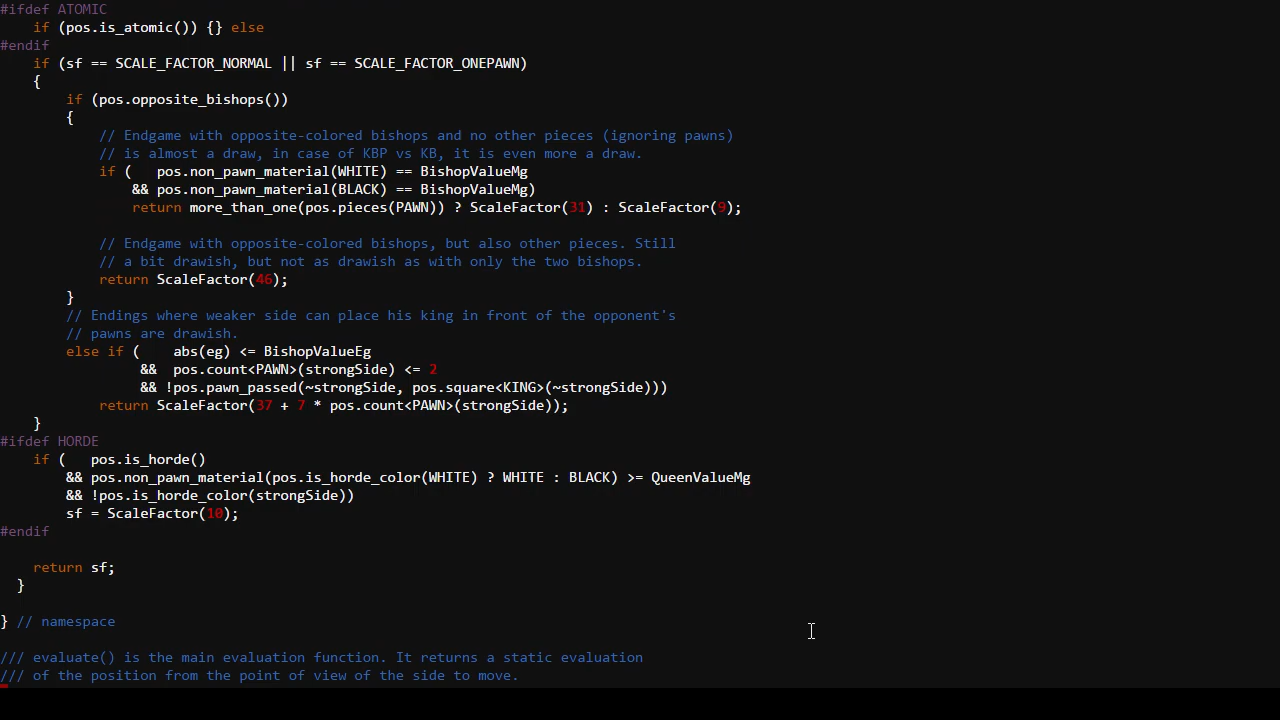 #ifdef ATOMIC
    if (pos.is_atomic()) {} else
#endif
    if (sf == SCALE_FACTOR_NORMAL || sf == SCALE_FACTOR_ONEPAWN)
    {
        if (pos.opposite_bishops())
        {
            // Endgame with opposite-colored bishops and no other pieces (ignoring pawns)
            // is almost a draw, in case of KBP vs KB, it is even more a draw.
            if (   pos.non_pawn_material(WHITE) == BishopValueMg
                && pos.non_pawn_material(BLACK) == BishopValueMg)
                return more_than_one(pos.pieces(PAWN)) ? ScaleFactor(31) : ScaleFactor(9);

            // Endgame with opposite-colored bishops, but also other pieces. Still
            // a bit drawish, but not as drawish as with only the two bishops.
            return ScaleFactor(46);
        }
        // Endings where weaker side can place his king in front of the opponent's
        // pawns are drawish.
        else if (    abs(eg) <= BishopValueEg
                 &&  pos.count<PAWN>(strongSide) <= 2
                 && !pos.pawn_passed(~strongSide, pos.square<KING>(~strongSide)))
            return ScaleFactor(37 + 7 * pos.count<PAWN>(strongSide));
    }
#ifdef HORDE
    if (   pos.is_horde()
        && pos.non_pawn_material(pos.is_horde_color(WHITE) ? WHITE : BLACK) >= QueenValueMg
        && !pos.is_horde_color(strongSide))
        sf = ScaleFactor(10);
#endif

    return sf;
  }

} // namespace

/// evaluate() is the main evaluation function. It returns a static evaluation
/// of the position from the point of view of the side to move.